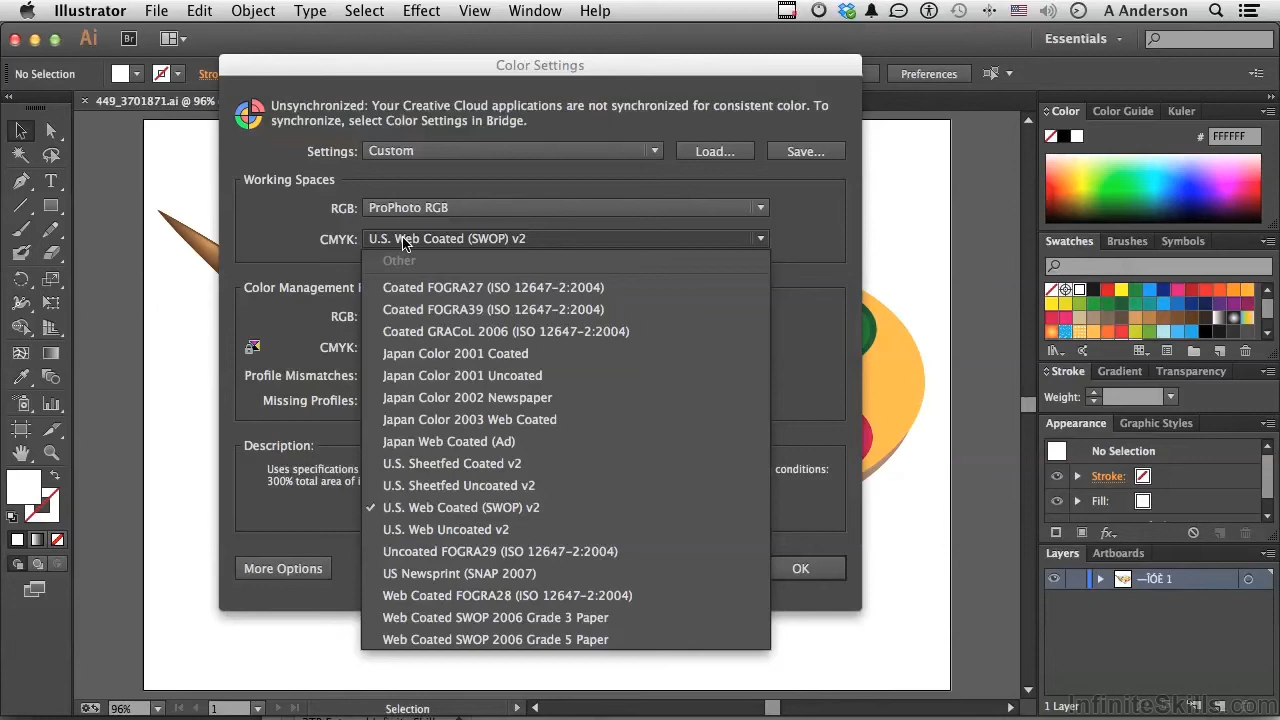 Illustrator File Edit Object Type Select Effect View Window Help A Anderson
Ai Br Essentials
No Selection Stro Preferences
449_3701871.ai @ 96%
Color Settings
Unsynchronized: Your Creative Cloud applications are not synchronized for consistent color. To
synchronize, select Color Settings in Bridge.
Settings: Custom Load... Save...
Working Spaces
RGB: ProPhoto RGB
CMYK: U.S. Web Coated (SWOP) v2
Other
Coated FOGRA27 (ISO 12647-2:2004)
Coated FOGRA39 (ISO 12647-2:2004)
Coated GRACoL 2006 (ISO 12647-2:2004)
Japan Color 2001 Coated
Japan Color 2001 Uncoated
Japan Color 2002 Newspaper
Japan Color 2003 Web Coated
Japan Web Coated (Ad)
U.S. Sheetfed Coated v2
U.S. Sheetfed Uncoated v2
U.S. Web Coated (SWOP) v2
U.S. Web Uncoated v2
Uncoated FOGRA29 (ISO 12647-2:2004)
US Newsprint (SNAP 2007)
Web Coated FOGRA28 (ISO 12647-2:2004)
Web Coated SWOP 2006 Grade 3 Paper
Web Coated SWOP 2006 Grade 5 Paper
Color Management
RGB:
CMYK:
Profile Mismatches:
Missing Profiles:
Description:
Uses specifications conditions:
300% total area of i
More Options OK
Color Color Guide Kuler
# FFFFFF
Swatches Brushes Symbols
Stroke Gradient Transparency
Weight:
Appearance Graphic Styles
No Selection
Stroke:
Fill:
Layers Artboards
—ÎÓÈ 1
1 Layer
96% 1 Selection
InfiniteSkills.com